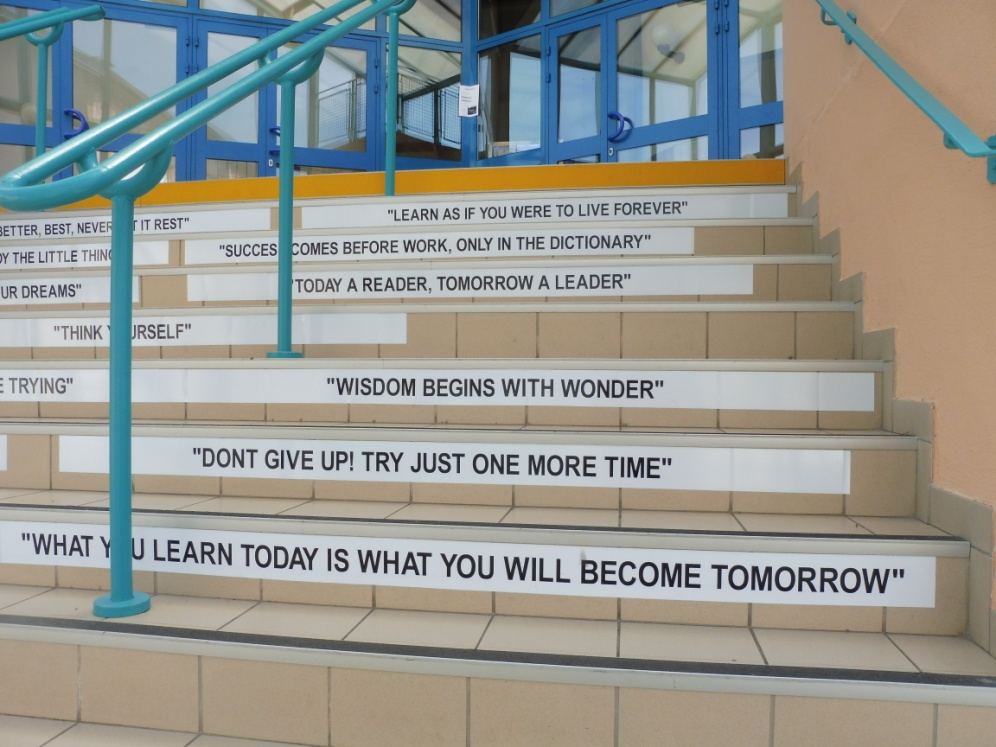 BETTER, BEST, NEVER IT REST" "LEARN AS IF YOU WERE TO LIVE FOREVER"
THE LITTLE "SUCCES COMES BEFORE WORK, ONLY IN THE DICTIONARY"
DREAMS" "TODAY A READER, TOMORROW A LEADER"
"THINK YOURSELF"
TRYING" "WISDOM BEGINS WITH WONDER"
"DONT GIVE UP! TRY JUST ONE MORE TIME"
"WHAT YOU LEARN TODAY IS WHAT YOU WILL BECOME TOMORROW"